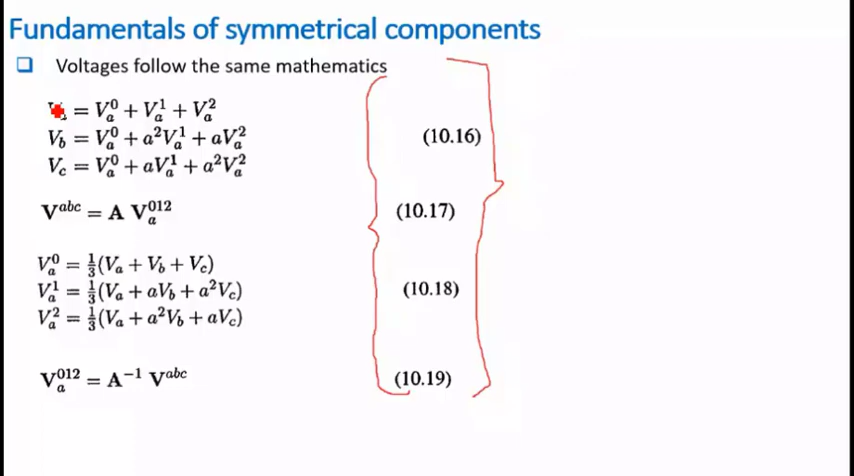 Fundamentals of symmetrical components
Voltages follow the same mathematics
= V_a^0 + V_a^1 + V_a^2
V_b = V_a^0 + a^2V_a^1 + aV_a^2
(10.16)
V_c = V_a^0 + aV_a^1 + a^2V_a^2
V^{abc} = A V_a^{012}
(10.17)
V_a^0 = \frac{1}{3}(V_a + V_b + V_c)
V_a^1 = \frac{1}{3}(V_a + aV_b + a^2V_c)
(10.18)
V_a^2 = \frac{1}{3}(V_a + a^2V_b + aV_c)
V_a^{012} = A^{-1} V^{abc}
(10.19)